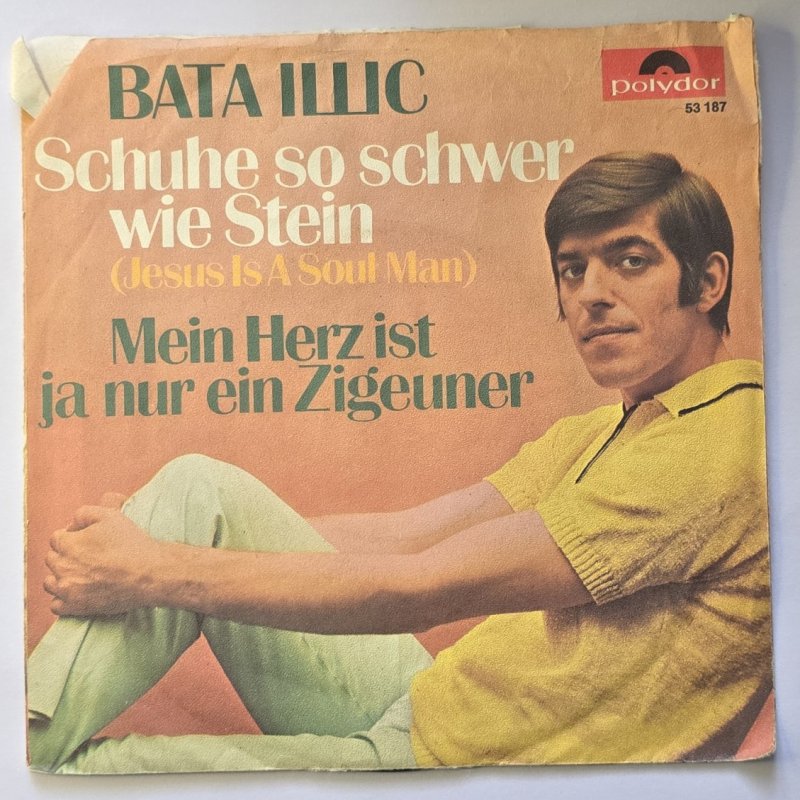 BATA ILLIC
polydor
53 187
Schuhe so schwer
wie Stein
(Jesus Is A Soul Man)
Mein Herz ist
ja nur ein Zigeuner